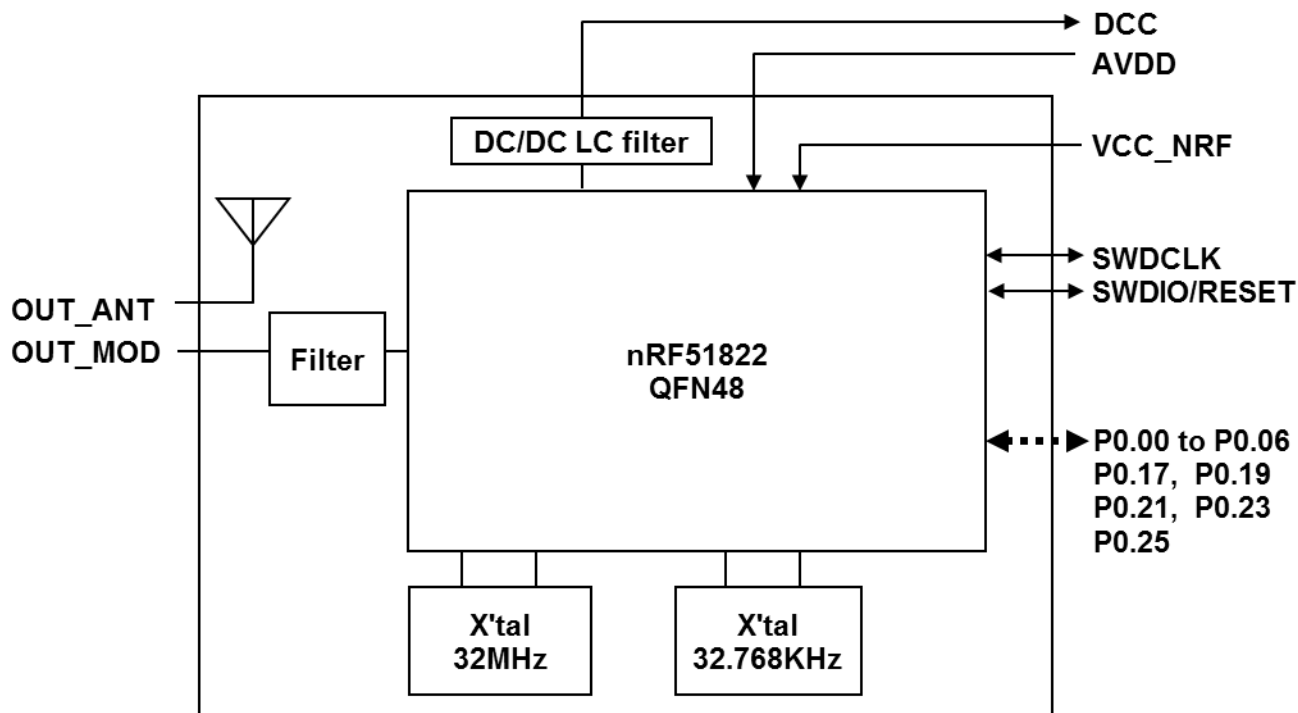 DCC
AVDD
DC/DC LC filter
VCC_NRF
SWDCLK
SWDIO/RESET
OUT_ANT
OUT_MOD
Filter
nRF51822
QFN48
P0.00 to P0.06
P0.17, P0.19
P0.21, P0.23
P0.25
X'tal
32MHz
X'tal
32.768KHz